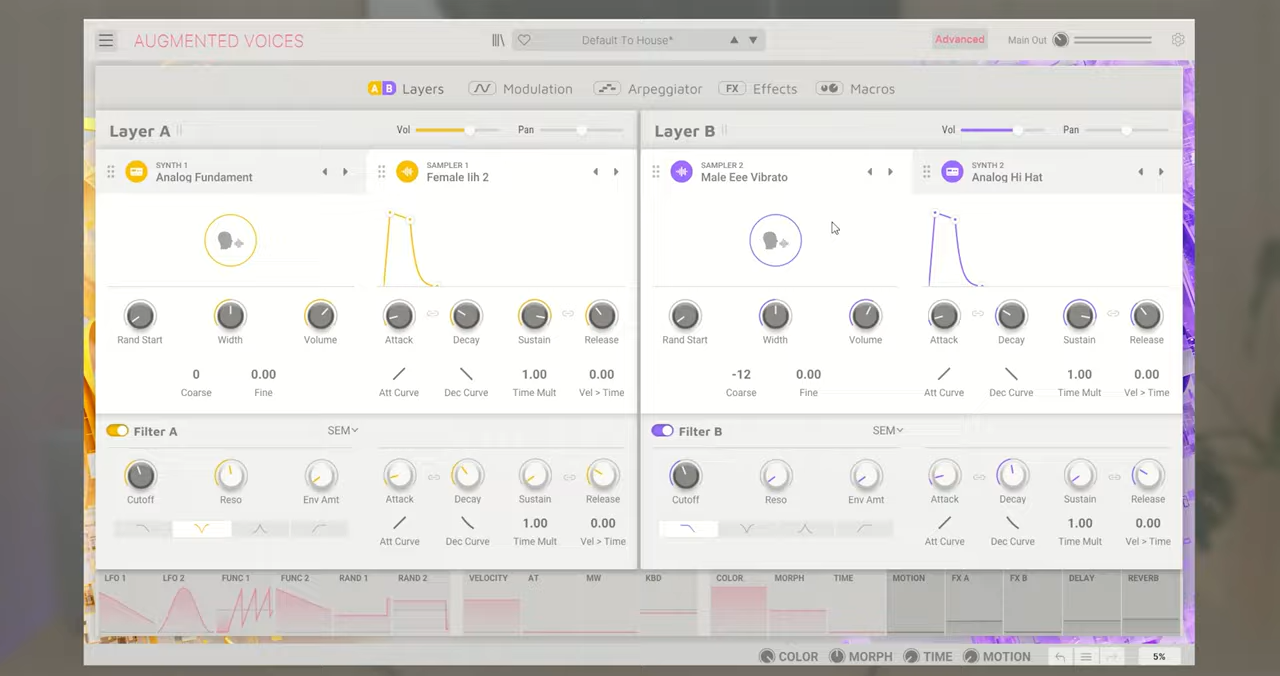 AUGMENTED VOICES
Default To House*
Advanced
Main Out
A B Layers
Modulation
Arpeggiator
FX Effects
Macros
Layer A
Vol
Pan
Layer B
Vol
Pan
SYNTH 1
Analog Fundament
SAMPLER 1
Female Iih 2
SAMPLER 2
Male Eee Vibrato
SYNTH 2
Analog Hi Hat
Rand Start Width Volume Attack Decay Sustain Release
Rand Start Width Volume Attack Decay Sustain Release
0 0.00 1.00 0.00
Coarse Fine Att Curve Dec Curve Time Mult Vel > Time
-12 0.00 1.00 0.00
Coarse Fine Att Curve Dec Curve Time Mult Vel > Time
Filter A SEM
Filter B SEM
Cutoff Reso Env Amt Attack Decay Sustain Release
Cutoff Reso Env Amt Attack Decay Sustain Release
1.00 0.00
Att Curve Dec Curve Time Mult Vel > Time
1.00 0.00
Att Curve Dec Curve Time Mult Vel > Time
LFO 1 LFO 2 FUNC 1 FUNC 2 RAND 1 RAND 2 VELOCITY AT MW KBD COLOR MORPH TIME MOTION FX A FX B DELAY REVERB
COLOR MORPH TIME MOTION 5%